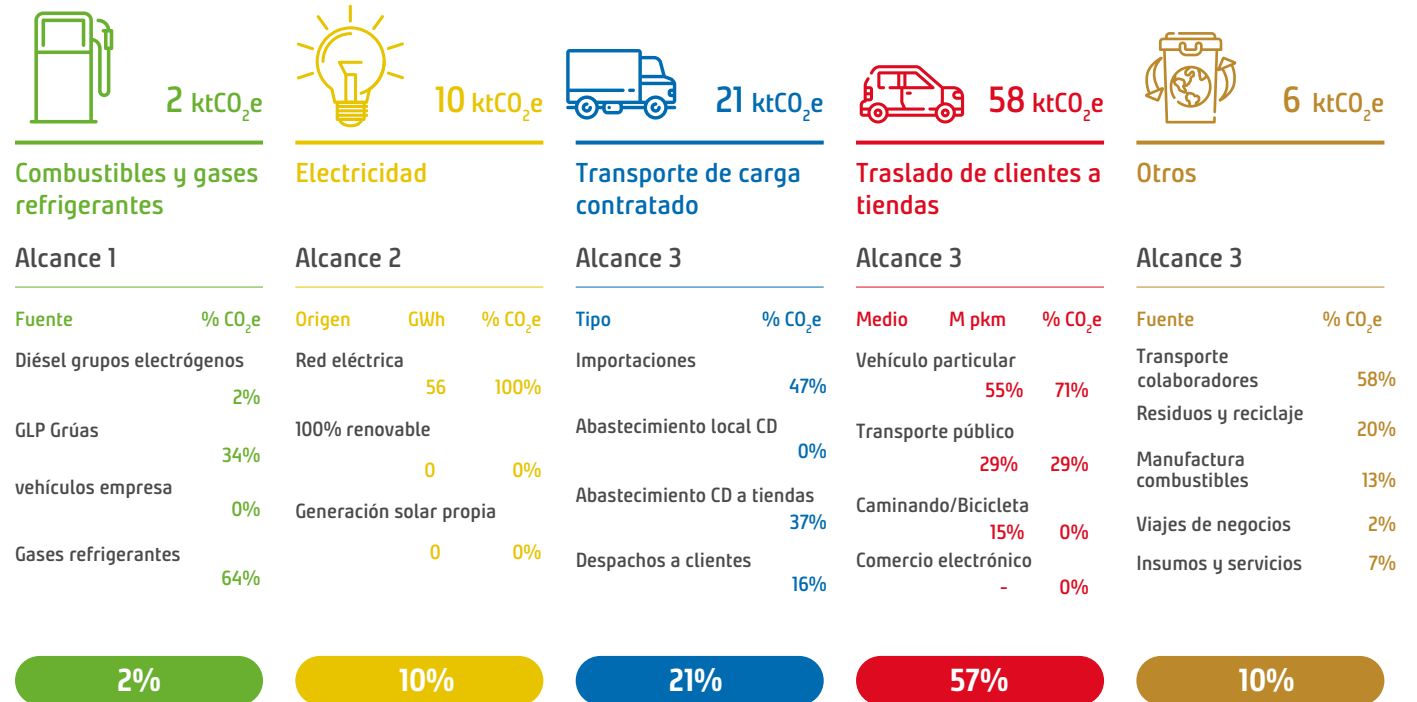 2 ktCO₂e
Combustibles y gases
refrigerantes
Alcance 1
Fuente % CO₂e
Diésel grupos electrógenos
2%
GLP Grúas
34%
vehículos empresa
0%
Gases refrigerantes
64%
2%
10 ktCO₂e
Electricidad
Alcance 2
Origen GWh % CO₂e
Red eléctrica
56 100%
100% renovable
0 0%
Generación solar propia
0 0%
10%
21 ktCO₂e
Transporte de carga
contratado
Alcance 3
Tipo % CO₂e
Importaciones
47%
Abastecimiento local CD
0%
Abastecimiento CD a tiendas
37%
Despachos a clientes
16%
21%
58 ktCO₂e
Traslado de clientes a
tiendas
Alcance 3
Medio M pkm % CO₂e
Vehículo particular
55% 71%
Transporte público
29% 29%
Caminando/Bicicleta
15% 0%
Comercio electrónico
- 0%
57%
6 ktCO₂e
Otros
Alcance 3
Fuente % CO₂e
Transporte
colaboradores 58%
Residuos y reciclaje
20%
Manufactura
combustibles 13%
Viajes de negocios 2%
Insumos y servicios 7%
10%